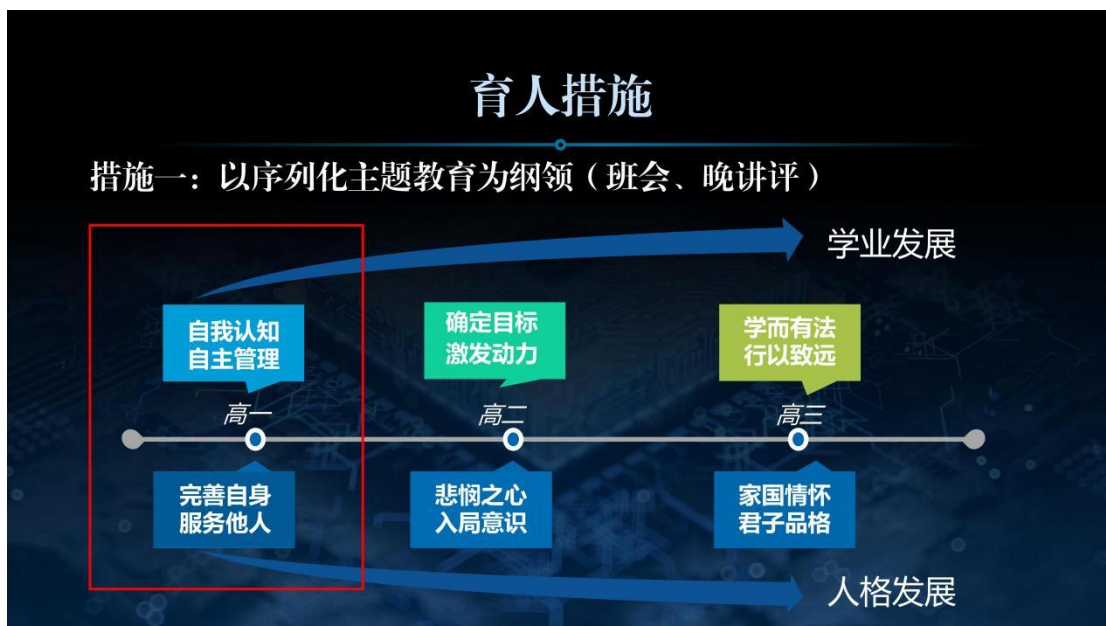 育人措施
措施一：以序列化主题教育为纲领（班会、晚讲评）
学业发展
自我认知
自主管理
确定目标
激发动力
学而有法
行以致远
高一
高二
高三
完善自身
服务他人
悲悯之心
入局意识
家国情怀
君子品格
人格发展